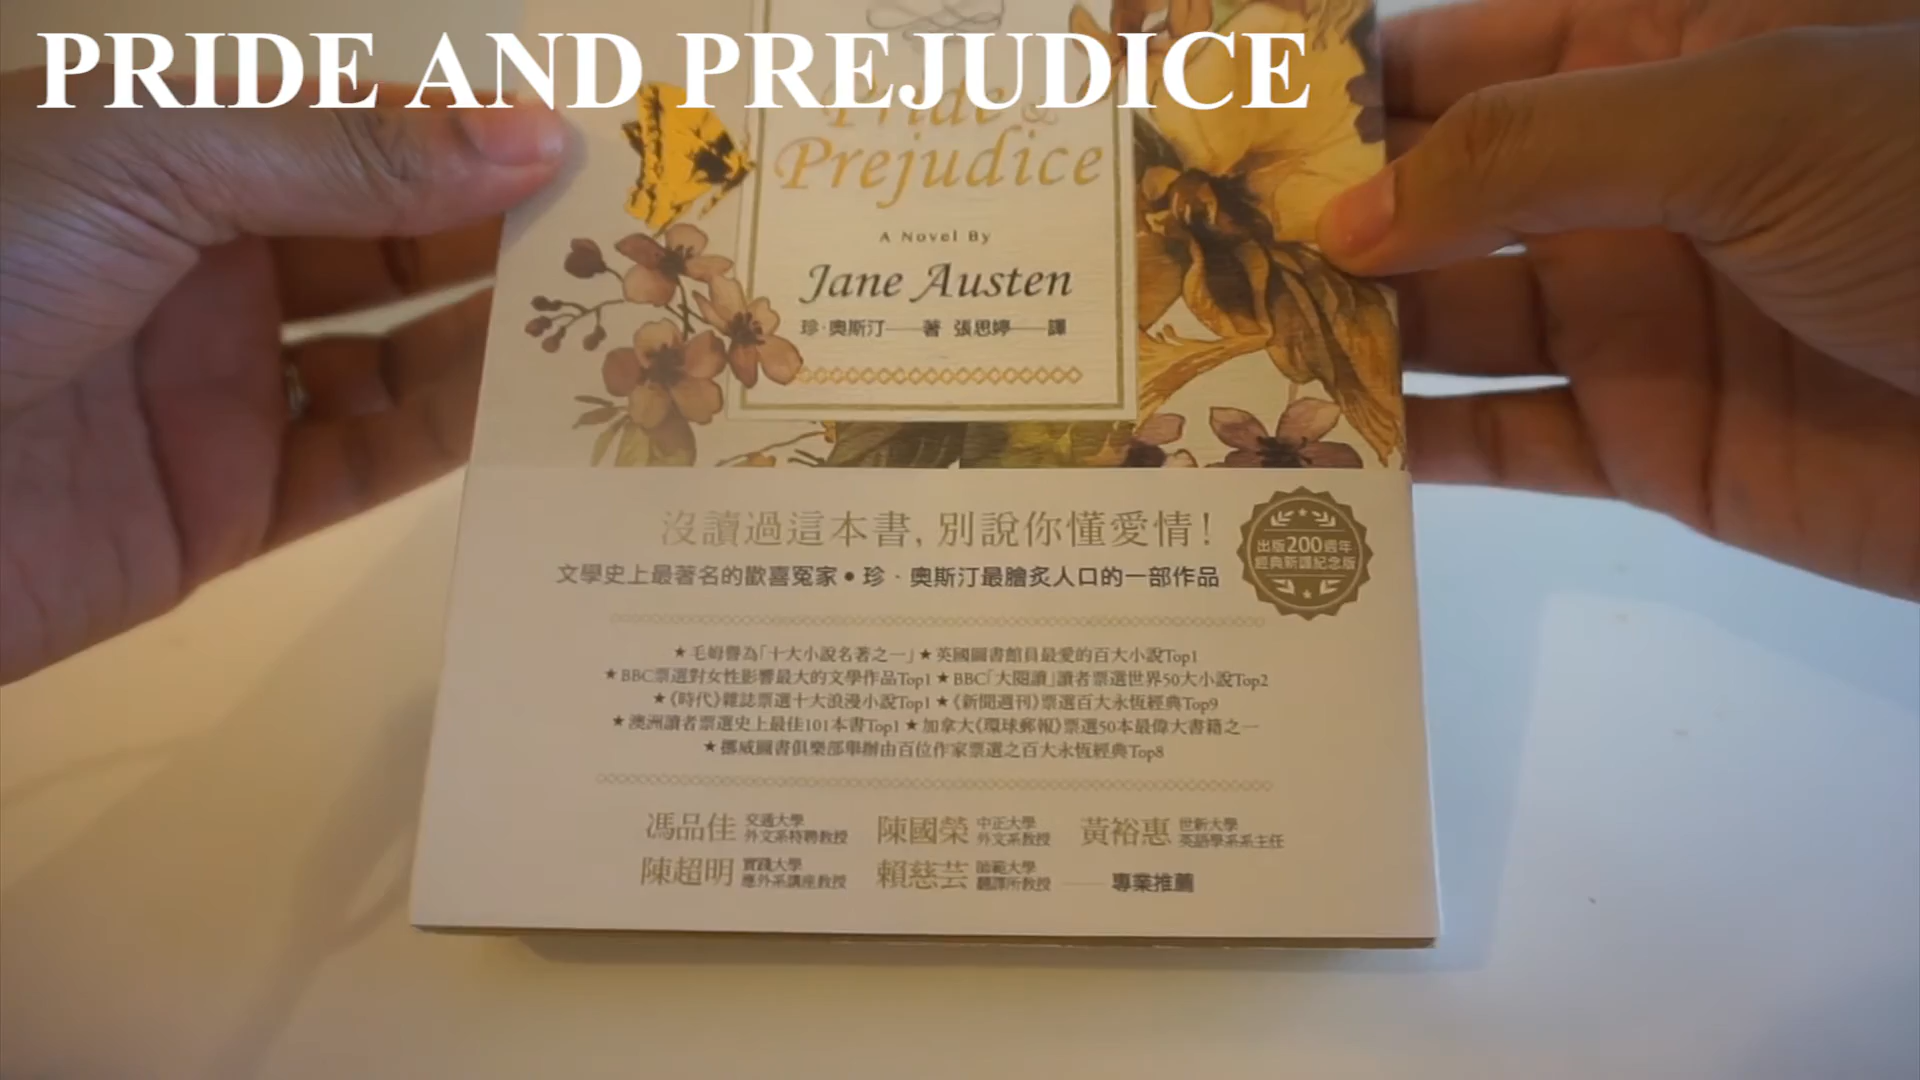 PRIDE AND PREJUDICE
Pride &
Prejudice
A Novel By
Jane Austen
珍·奧斯汀——著 張思婷——譯
沒讀過這本書,別說你懂愛情!
文學史上最著名的歡喜冤家●珍·奧斯汀最膾炙人口的一部作品
出版200週年
經典新譯紀念版
★毛姆譽為「十大小說名著之一」★英國圖書館員最愛的百大小說Top1
★BBC票選對女性影響最大的文學作品Top1★BBC「大閱讀」讀者票選世界50大小說Top2
★《時代》雜誌票選十大浪漫小說Top1★《新聞週刊》票選百大永恆經典Top9
★澳洲讀者票選史上最佳101本書Top1★加拿大《環球郵報》票選50本最偉大書籍之一
★挪威圖書俱樂部舉辦由百位作家票選之百大永恆經典Top8
馮品佳 交通大學 外文系特聘教授 陳國榮 中正大學 外文系教授 黃裕惠 世新大學 英語學系系主任
陳超明 實踐大學 應外系講座教授 賴慈芸 師範大學 翻譯所教授 ——專業推薦